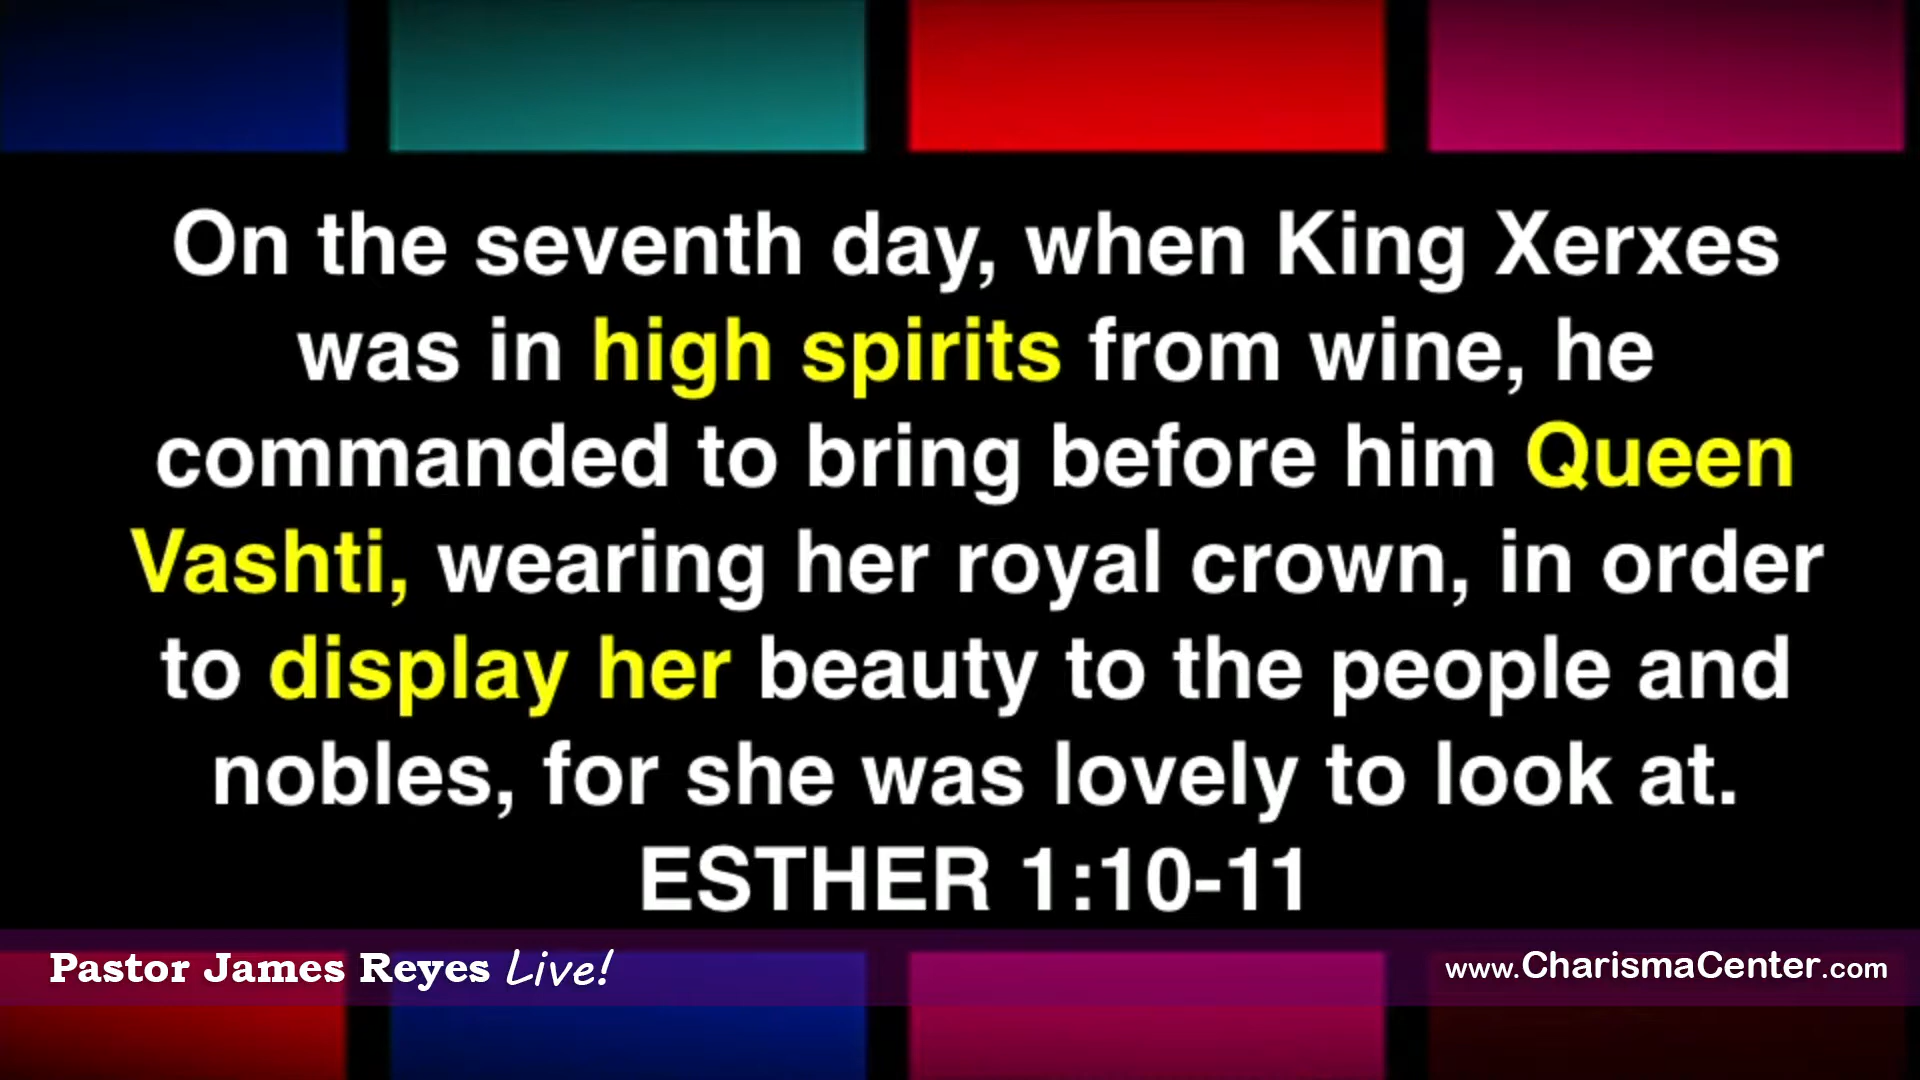 On the seventh day, when King Xerxes
was in high spirits from wine, he
commanded to bring before him Queen
Vashti, wearing her royal crown, in order
to display her beauty to the people and
nobles, for she was lovely to look at.
ESTHER 1:10-11
Pastor James Reyes Live!
www.CharismaCenter.com